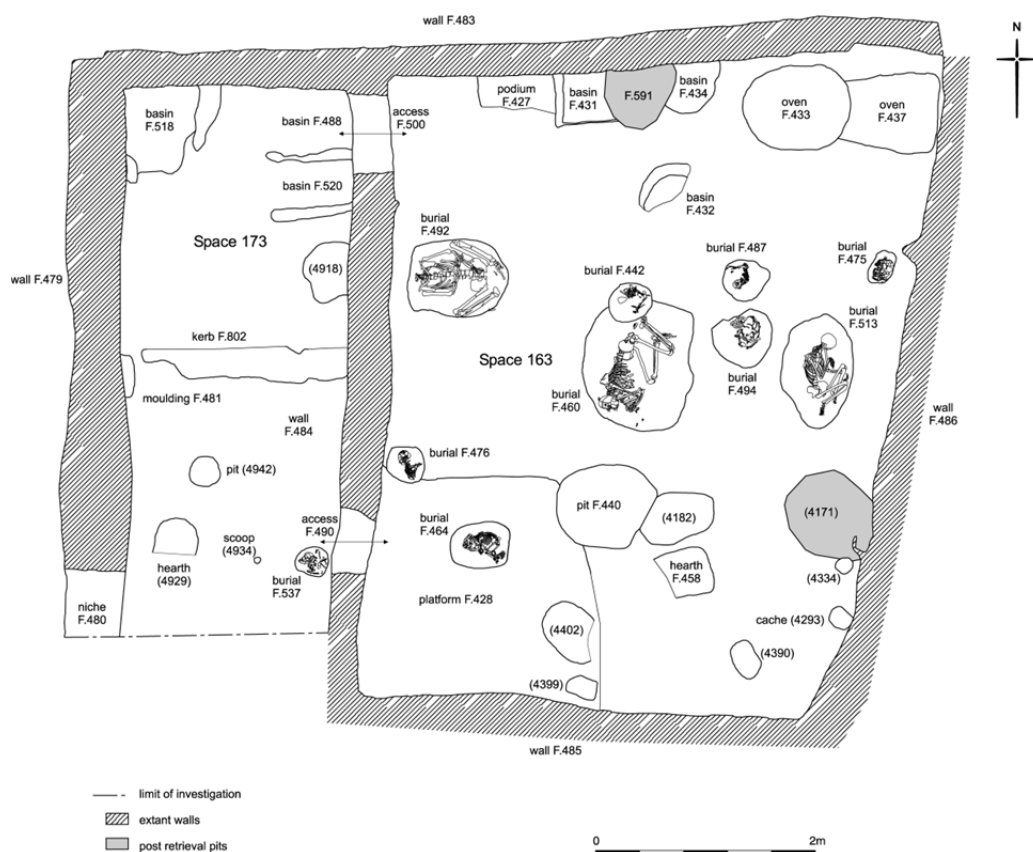 wall F.483
N
basin
F.518
basin F.488
access
F.500
podium
F.427
basin
F.431
F.591
basin
F.434
oven
F.433
oven
F.437
basin F.520
basin
F.432
Space 173
burial
F.492
burial F.487
burial
F.475
wall F.479
(4918)
burial F.442
burial
F.513
kerb F.802
Space 163
burial
F.494
moulding F.481
burial
F.460
wall
F.484
wall
F.486
pit (4942)
burial F.476
access
F.490
burial
F.464
pit F.440
(4182)
(4171)
scoop
(4934)
hearth
(4929)
burial
F.537
hearth
F.458
(4334)
niche
F.480
platform F.428
(4402)
cache (4293)
(4390)
(4399)
wall F.485
limit of investigation
extant walls
post retrieval pits
0
2m